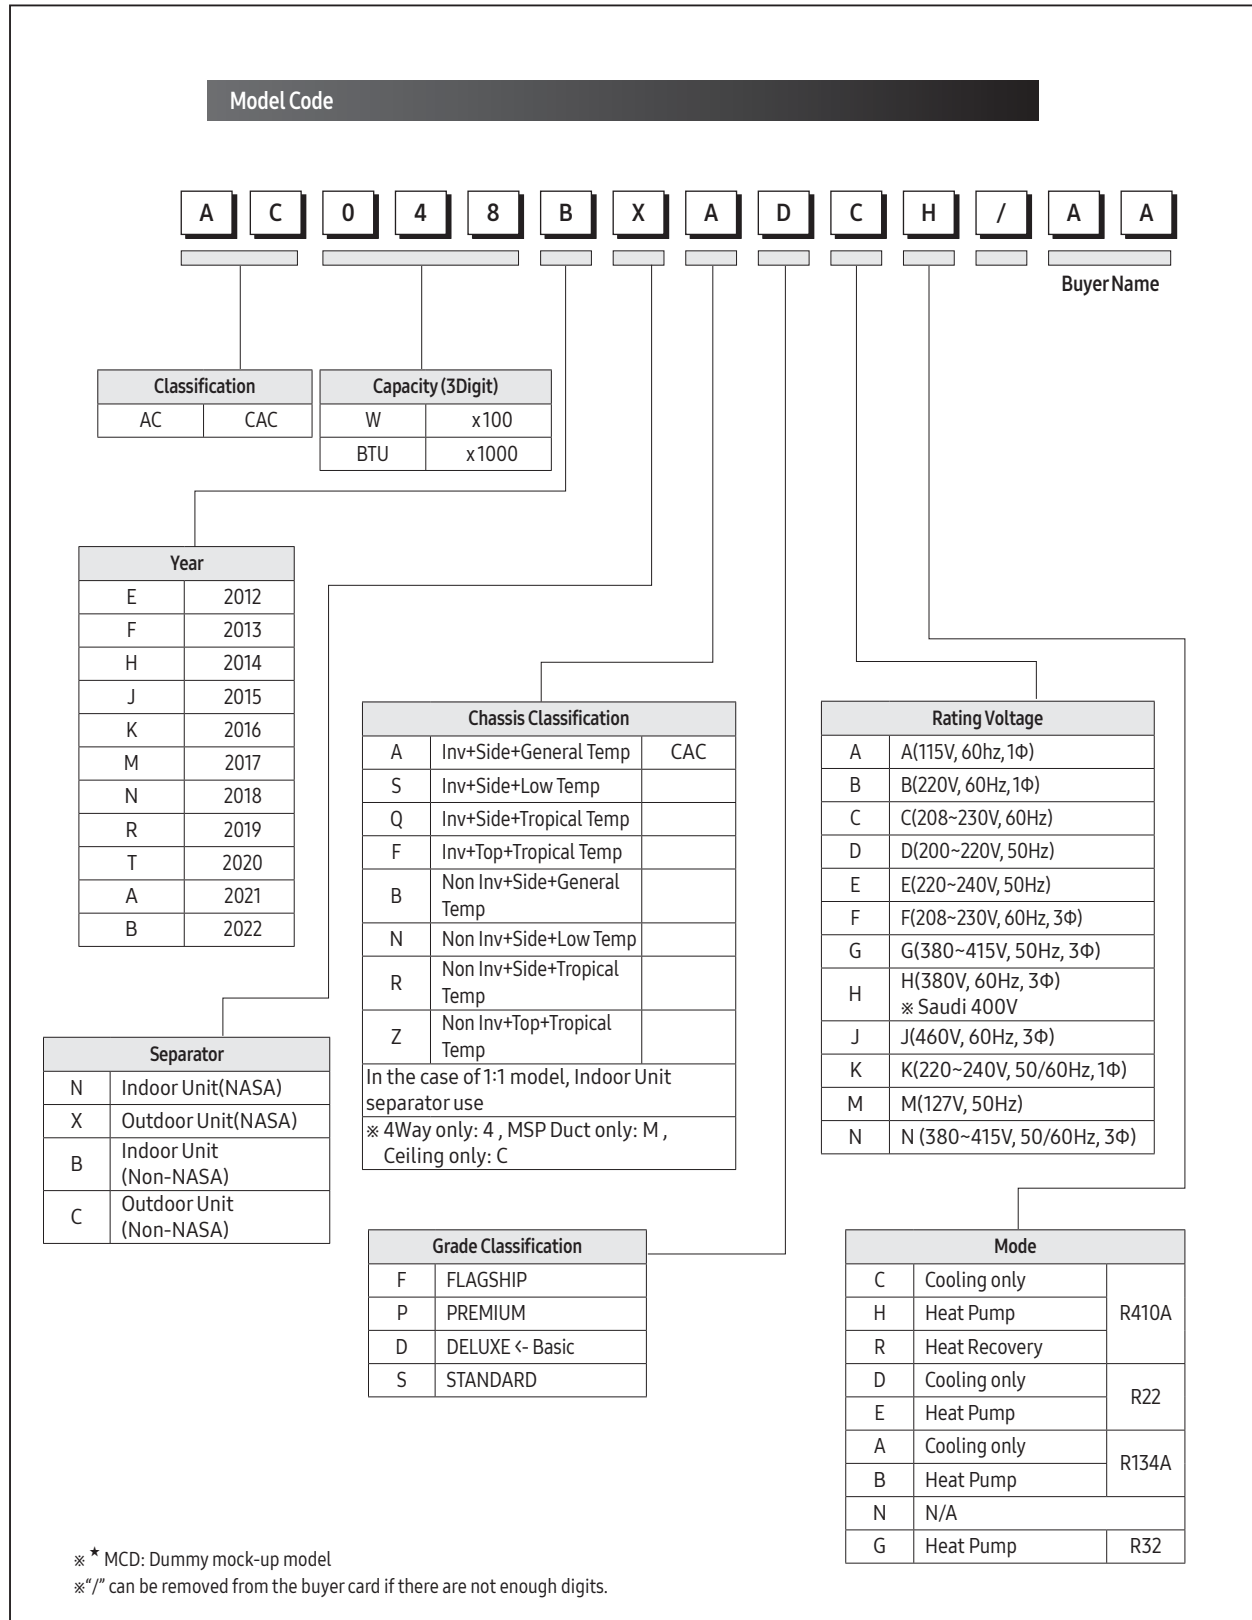 Model Code
A C 0 4 8 B X A D C H / A A
Buyer Name
Classification
AC CAC
Capacity (3Digit)
W x100
BTU x1000
Year
E 2012
F 2013
H 2014
J 2015
K 2016
M 2017
N 2018
R 2019
T 2020
A 2021
B 2022
Separator
N Indoor Unit(NASA)
X Outdoor Unit(NASA)
B Indoor Unit
(Non-NASA)
C Outdoor Unit
(Non-NASA)
Chassis Classification
A Inv+Side+General Temp CAC
S Inv+Side+Low Temp
Q Inv+Side+Tropical Temp
F Inv+Top+Tropical Temp
B Non Inv+Side+General
Temp
N Non Inv+Side+Low Temp
R Non Inv+Side+Tropical
Temp
Z Non Inv+Top+Tropical
Temp
In the case of 1:1 model, Indoor Unit
separator use
※ 4Way only: 4 , MSP Duct only: M ,
Ceiling only: C
Grade Classification
F FLAGSHIP
P PREMIUM
D DELUXE <- Basic
S STANDARD
Rating Voltage
A A(115V, 60hz, 1Φ)
B B(220V, 60Hz, 1Φ)
C C(208~230V, 60Hz)
D D(200~220V, 50Hz)
E E(220~240V, 50Hz)
F F(208~230V, 60Hz, 3Φ)
G G(380~415V, 50Hz, 3Φ)
H H(380V, 60Hz, 3Φ)
※ Saudi 400V
J J(460V, 60Hz, 3Φ)
K K(220~240V, 50/60Hz, 1Φ)
M M(127V, 50Hz)
N N (380~415V, 50/60Hz, 3Φ)
Mode
C Cooling only
H Heat Pump R410A
R Heat Recovery
D Cooling only R22
E Heat Pump
A Cooling only R134A
B Heat Pump
N N/A
G Heat Pump R32
※ ★ MCD: Dummy mock-up model
※"/" can be removed from the buyer card if there are not enough digits.